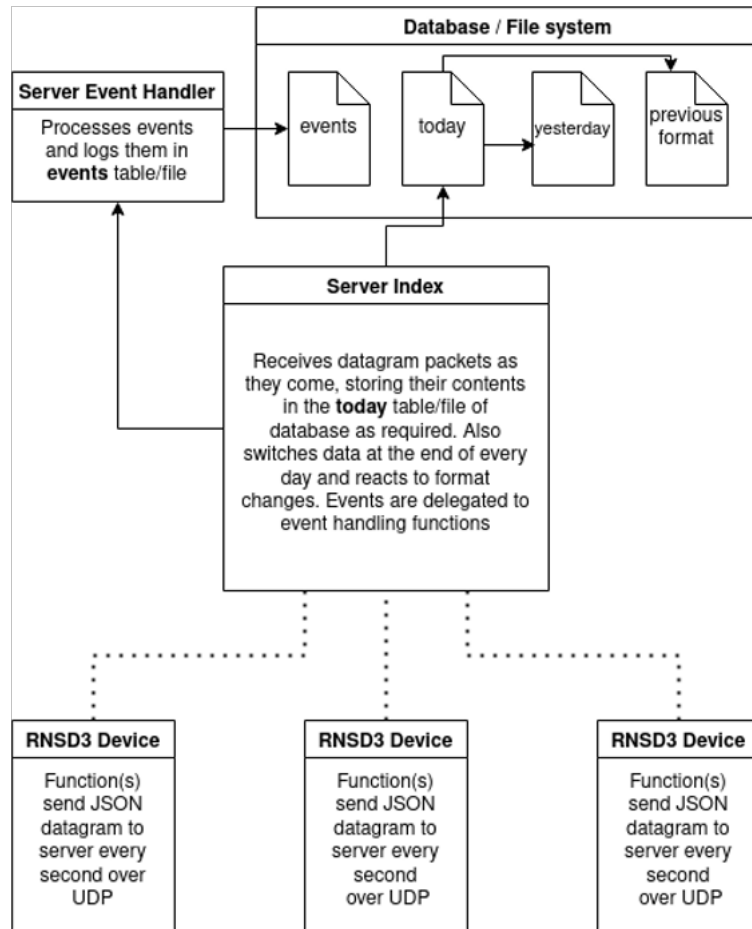 Database / File system
Server Event Handler
Processes events
and logs them in
events table/file
events
today
yesterday
previous
format
Server Index
Receives datagram packets as
they come, storing their contents
in the today table/file of
database as required. Also
switches data at the end of every
day and reacts to format
changes. Events are delegated to
event handling functions
RNSD3 Device
Function(s)
send JSON
datagram to
server every
second over
UDP
RNSD3 Device
Function(s)
send JSON
datagram to
server every
second
over UDP
RNSD3 Device
Function(s)
send JSON
datagram to
server every
second
over UDP